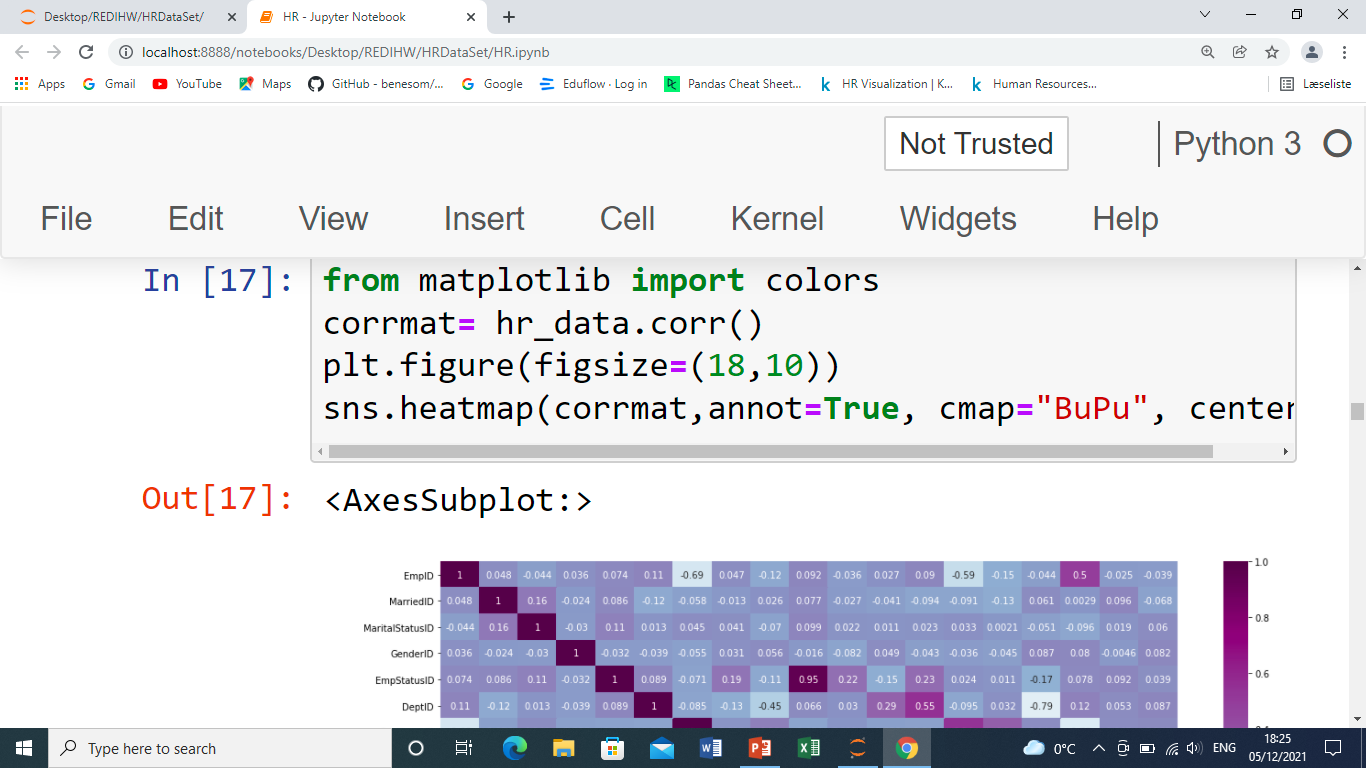 Desktop/REDIHW/HRDataSet/
HR - Jupyter Notebook
localhost:8888/notebooks/Desktop/REDIHW/HRDataSet/HR.ipynb
Apps Gmail YouTube Maps GitHub - benesom/... Google Eduflow · Log in Pandas Cheat Sheet... HR Visualization | K... Human Resources... Læseliste
Not Trusted Python 3
File Edit View Insert Cell Kernel Widgets Help
In [17]: from matplotlib import colors
corrmat= hr_data.corr()
plt.figure(figsize=(18,10))
sns.heatmap(corrmat,annot=True, cmap="BuPu", center
Out[17]: <AxesSubplot:>
EmpID 1 0.048 -0.044 0.036 0.074 0.11 -0.69 0.047 -0.12 0.092 -0.036 0.027 0.09 -0.59 -0.15 -0.044 0.5 -0.025 -0.039
MarriedID 0.048 1 0.16 -0.024 0.086 -0.12 -0.058 -0.013 0.026 0.077 -0.027 -0.041 -0.094 -0.091 -0.13 0.061 0.0029 0.096 -0.068
MaritalStatusID -0.044 0.16 1 -0.03 0.11 0.013 0.045 0.041 -0.07 0.099 0.022 0.011 0.023 0.033 0.0021 -0.051 -0.096 0.019 0.06
GenderID 0.036 -0.024 -0.03 1 -0.032 -0.039 -0.055 0.031 0.056 -0.016 -0.082 0.049 -0.043 -0.036 -0.045 0.087 0.08 -0.0046 0.082
EmpStatusID 0.074 0.086 0.11 -0.032 1 0.089 -0.071 0.19 -0.11 0.95 0.22 -0.15 0.23 0.024 0.011 -0.17 0.078 0.092 0.039
DeptID 0.11 -0.12 0.013 -0.039 0.089 1 -0.085 -0.13 -0.45 0.066 0.03 0.29 0.55 -0.095 0.032 -0.79 0.12 0.053 0.087
1.0
0.8
0.6
Type here to search
0°C
ENG
18:25
05/12/2021